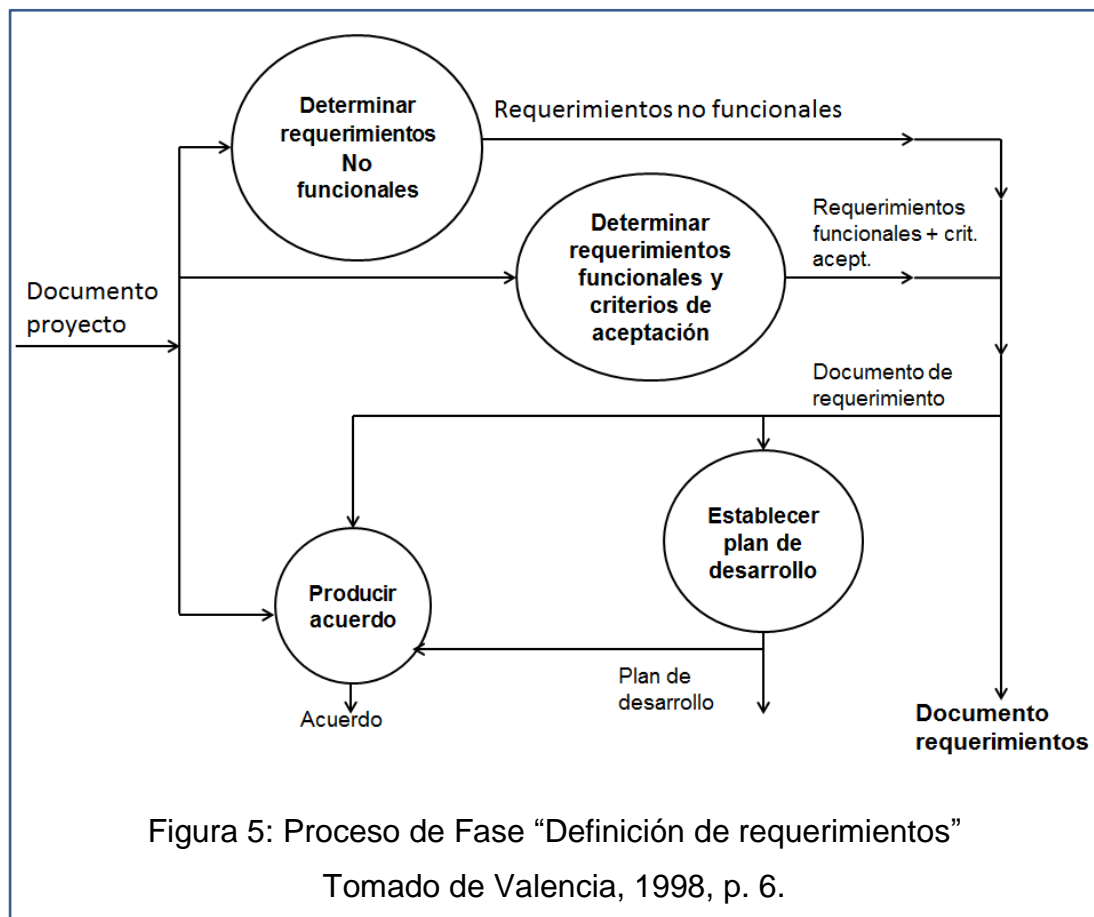 Determinar
requerimientos
No
funcionales
Requerimientos no funcionales
Determinar
requerimientos
funcionales y
criterios de
aceptación
Requerimientos
funcionales + crit.
acept.
Documento
proyecto
Documento de
requerimiento
Establecer
plan de
desarrollo
Producir
acuerdo
Plan de
desarrollo
Acuerdo
Documento
requerimientos
Figura 5: Proceso de Fase “Definición de requerimientos”
Tomado de Valencia, 1998, p. 6.